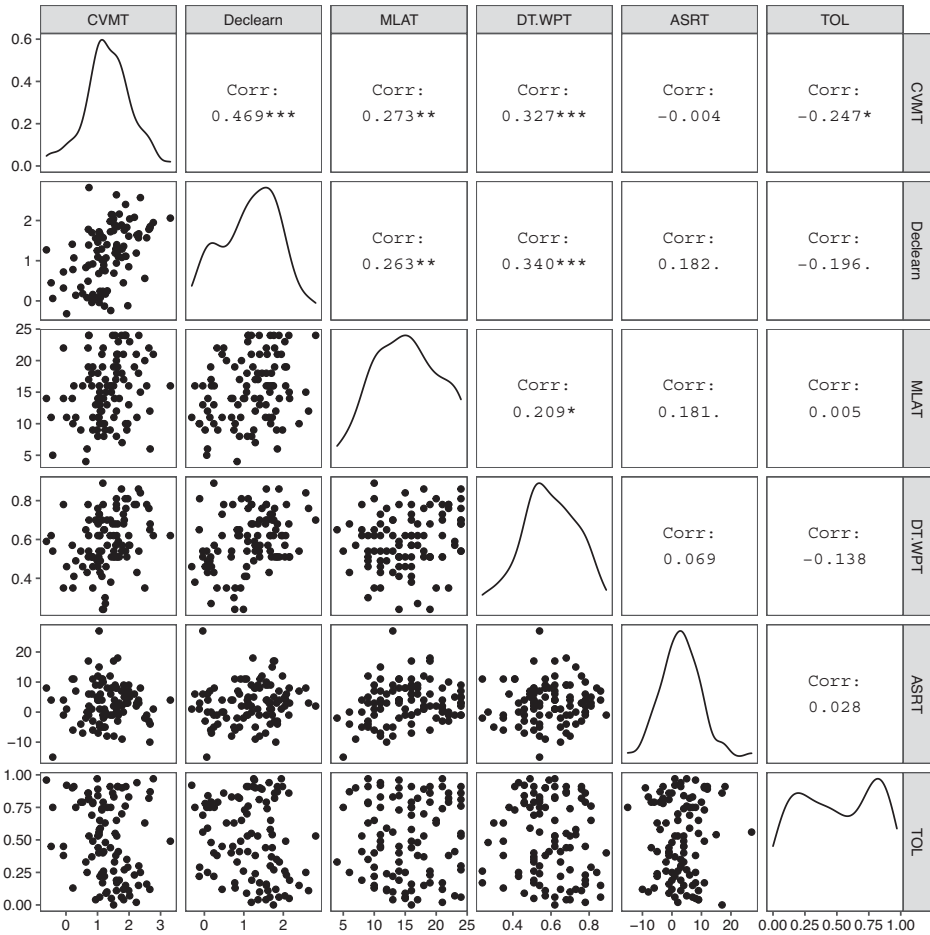 CVMT Declearn MLAT DT.WPT ASRT TOL
0.6
0.4
0.2
0.0
Corr: Corr: Corr: Corr: Corr:
0.469*** 0.273** 0.327*** -0.004 -0.247*
CVMT
2
1
0
Corr: Corr: Corr: Corr:
0.263** 0.340*** 0.182. -0.196.
Declearn
25
20
15
10
5
Corr: Corr: Corr:
0.209* 0.181. 0.005
MLAT
0.8
0.6
0.4
Corr: Corr:
0.069 -0.138
DT.WPT
20
10
0
−10
Corr:
0.028
ASRT
1.00
0.75
0.50
0.25
0.00
TOL
0 1 2 3 0 1 2 5 10 15 20 25 0.4 0.6 0.8 −10 0 10 20 0.00 0.25 0.50 0.75 1.00